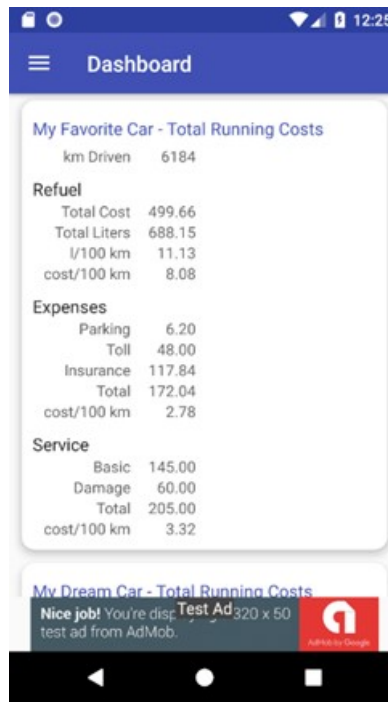 12:25
Dashboard
My Favorite Car - Total Running Costs
km Driven 6184
Refuel
Total Cost 499.66
Total Liters 688.15
l/100 km 11.13
cost/100 km 8.08
Expenses
Parking 6.20
Toll 48.00
Insurance 117.84
Total 172.04
cost/100 km 2.78
Service
Basic 145.00
Damage 60.00
Total 205.00
cost/100 km 3.32
My Dream Car - Total Running Costs
Test Ad
Nice job! You're disp 320 x 50
test ad from AdMob.
AdMob by Google